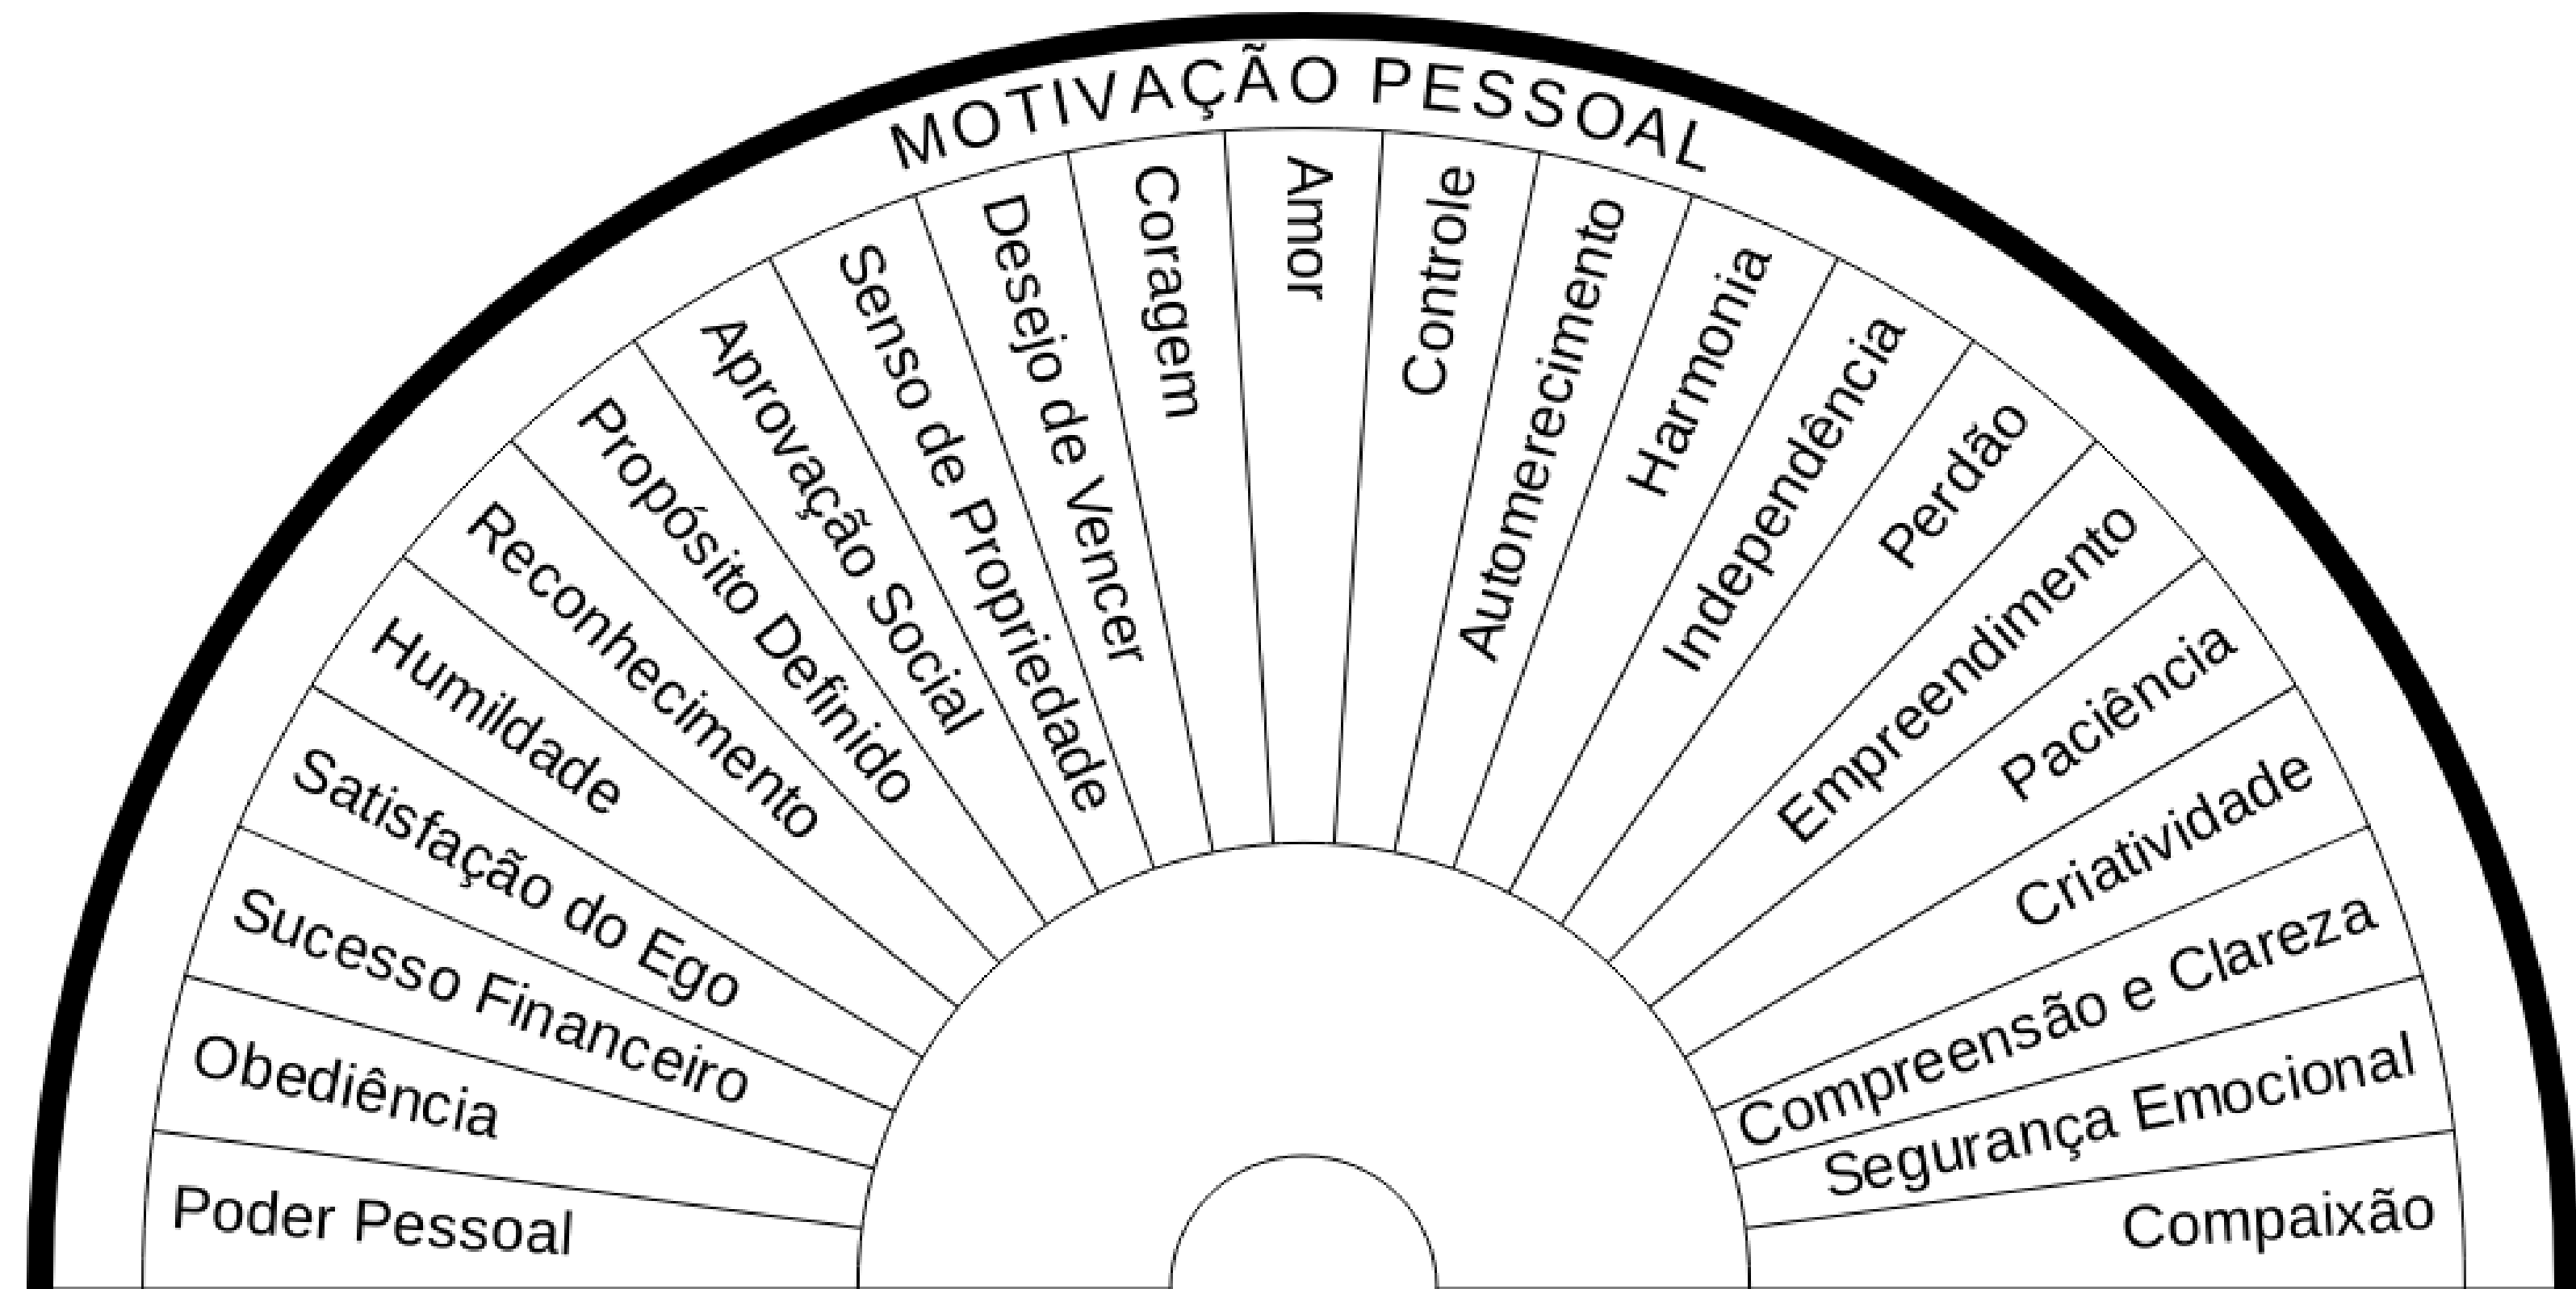 MOTIVAÇÃO PESSOAL
Poder Pessoal
Obediência
Sucesso Financeiro
Satisfação do Ego
Humildade
Reconhecimento
Propósito Definido
Aprovação Social
Senso de Propriedade
Desejo de Vencer
Coragem
Amor
Controle
Automerecimento
Harmonia
Independência
Perdão
Empreendimento
Paciência
Criatividade
Compreensão e Clareza
Segurança Emocional
Compaixão